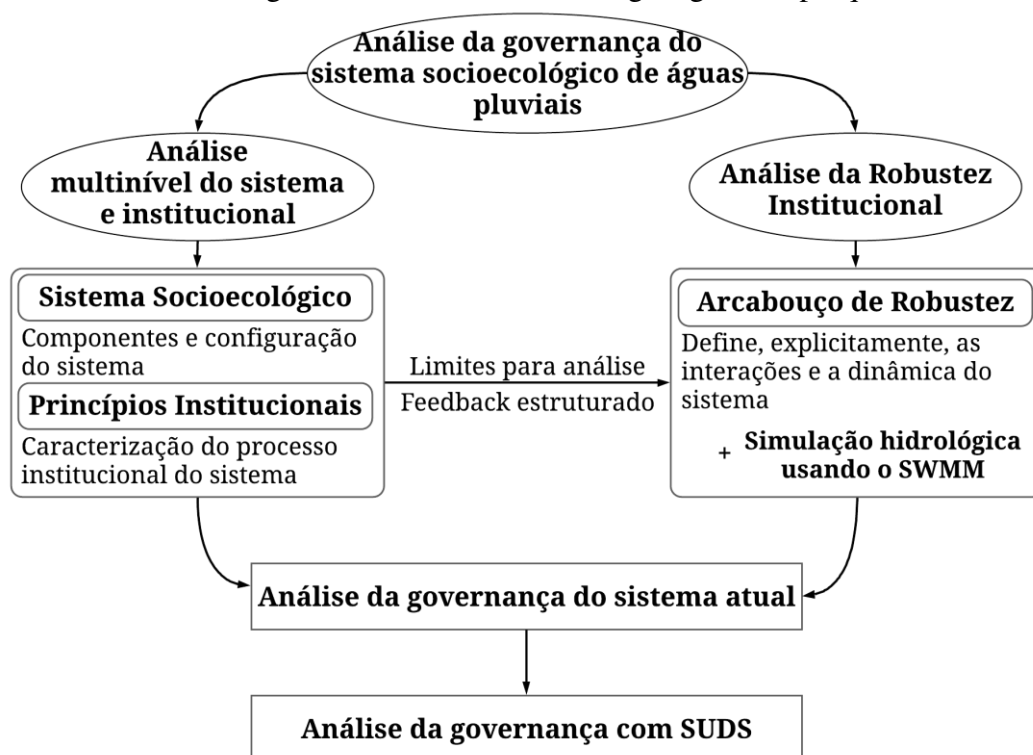 Análise da governança do
sistema socioecológico de águas
pluviais
Análise
multinível do sistema
e institucional
Análise da Robustez
Institucional
Sistema Socioecológico
Componentes e configuração
do sistema
Princípios Institucionais
Caracterização do processo
institucional do sistema
Limites para análise
Feedback estruturado
Arcabouço de Robustez
Define, explicitamente, as
interações e a dinâmica do
sistema
+ Simulação hidrológica
usando o SWMM
Análise da governança do sistema atual
Análise da governança com SUDS